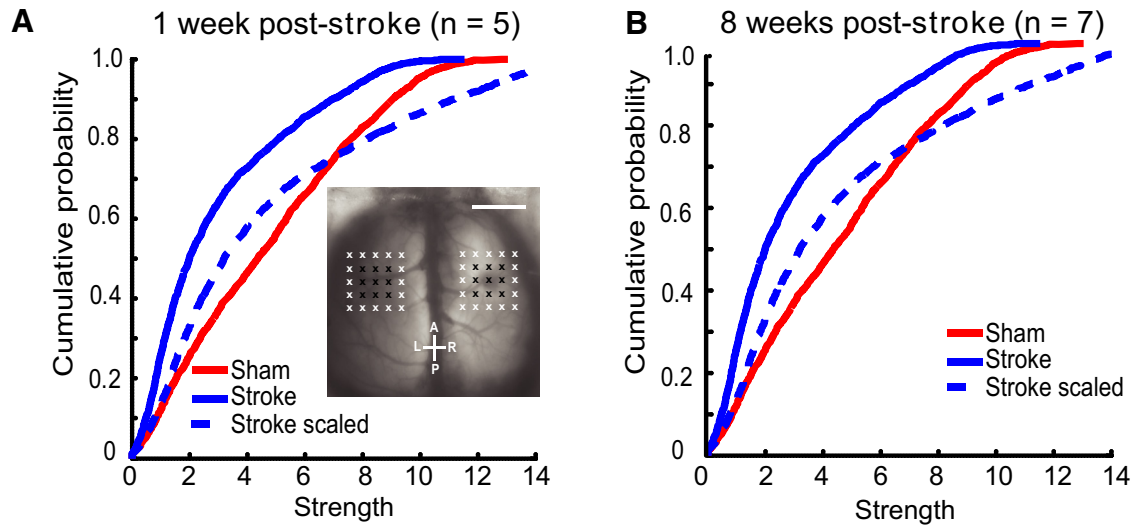 A
1 week post-stroke (n = 5)
Cumulative probability
1.0
0.8
0.6
0.4
0.2
0
0 2 4 6 8 10 12 14
Strength
Sham
Stroke
Stroke scaled
x x x x x x x x x x
x x x x x x x x x x
x x x x x x x x x x
x x x x x x x x x x
x x x x x x x x x x
A
L R
P
B
8 weeks post-stroke (n = 7)
Cumulative probability
1.0
0.8
0.6
0.4
0.2
0
0 2 4 6 8 10 12 14
Strength
Sham
Stroke
Stroke scaled